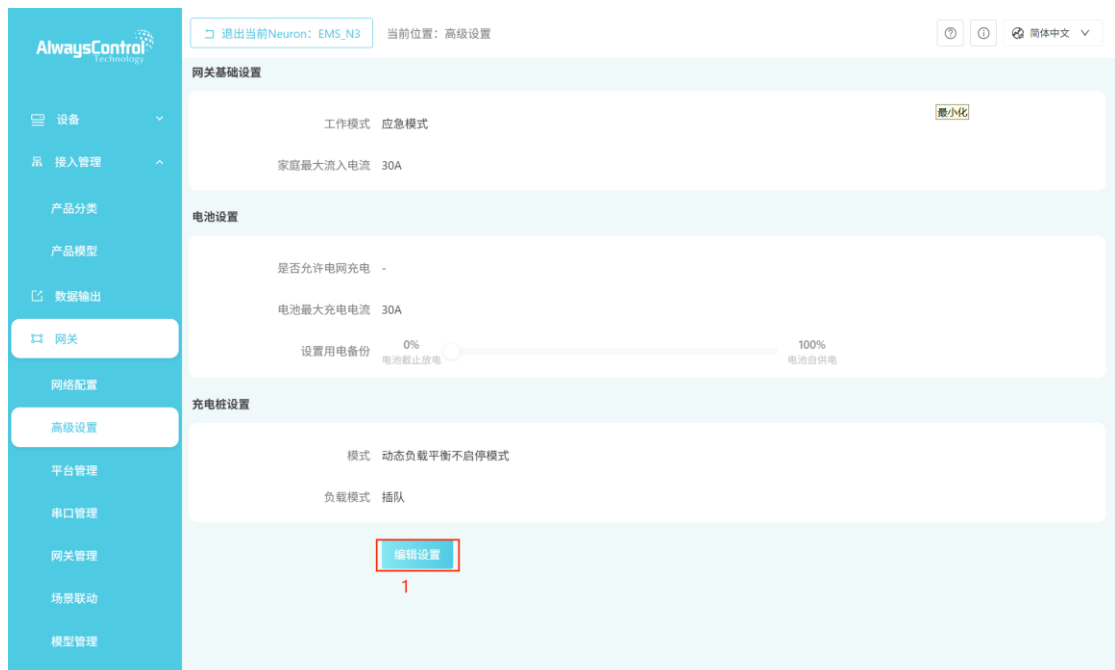 AlwaysControl
Technology
退出当前Neuron：EMS_N3
当前位置：高级设置
简体中文
设备
接入管理
产品分类
产品模型
数据输出
网关
网络配置
高级设置
平台管理
串口管理
网关管理
场景联动
模型管理
网关基础设置
最小化
工作模式 应急模式
家庭最大流入电流 30A
电池设置
是否允许电网充电 -
电池最大充电电流 30A
设置用电备份 0% 100%
电池截止放电 电池自供电
充电桩设置
模式 动态负载平衡不启停模式
负载模式 插队
编辑设置
1